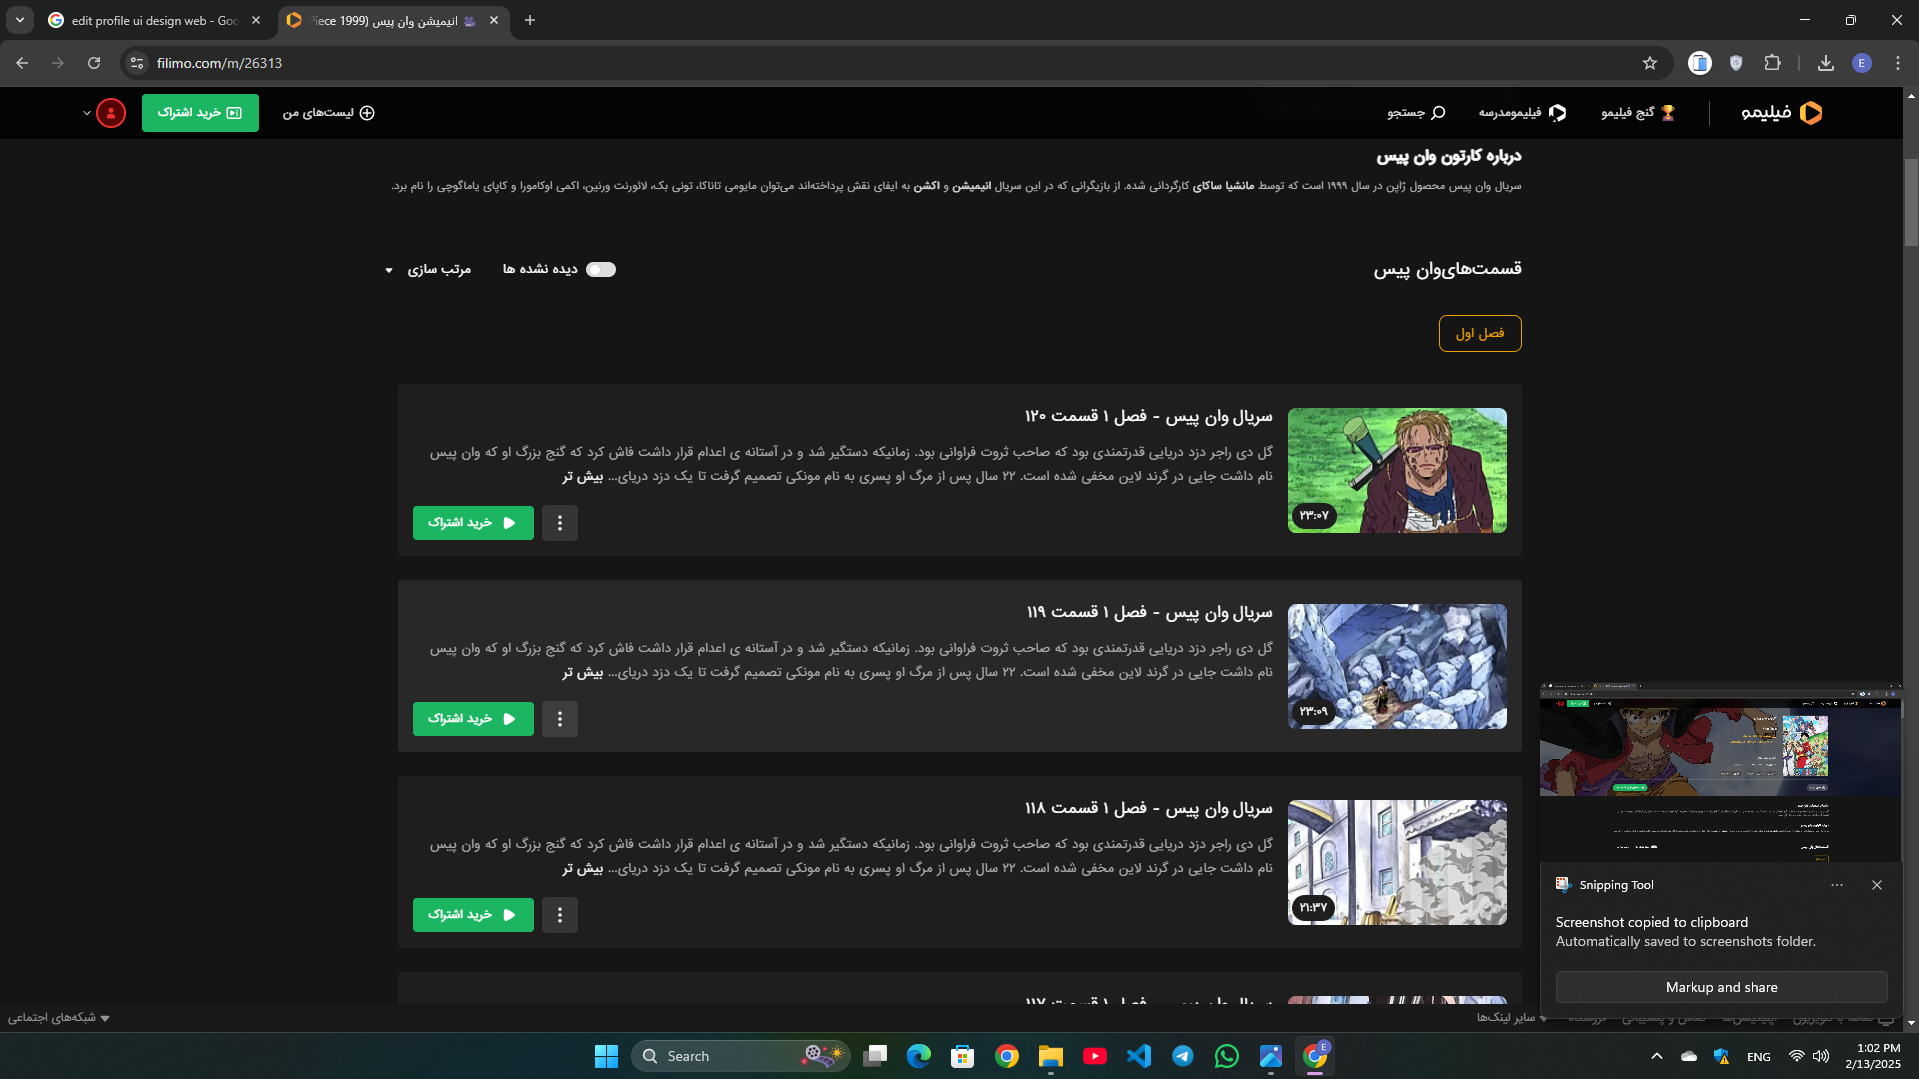 edit profile ui design web - Goo
انیمیشن وان پیس (Piece 1999
filimo.com/m/26313
E
فیلیمو
گنج فیلیمو
فیلیمومدرسه
جستجو
لیست‌های من
خرید اشتراک
درباره کارتون وان پیس
سریال وان پیس محصول ژاپن در سال ۱۹۹۹ است که توسط مانشیا ساکای کارگردانی شده. از بازیگرانی که در این سریال انیمیشن و اکشن به ایفای نقش پرداخته‌اند می‌توان مایومی تاناکا، تونی بک، لائورنت ورنین، اکمی اوکامورا و کاپای یاماگوچی را نام برد.
قسمت‌های‌وان پیس
دیده نشده ها
مرتب سازی
فصل اول
سریال وان پیس - فصل ۱ قسمت ۱۲۰
گل دی راجر دزد دریایی قدرتمندی بود که صاحب ثروت فراوانی بود. زمانیکه دستگیر شد و در آستانه ی اعدام قرار داشت فاش کرد که گنج بزرگ او که وان پیس
نام داشت جایی در گرند لاین مخفی شده است. ۲۲ سال پس از مرگ او پسری به نام مونکی تصمیم گرفت تا یک دزد دریای... بیش تر
۲۳:۰۷
خرید اشتراک
سریال وان پیس - فصل ۱ قسمت ۱۱۹
گل دی راجر دزد دریایی قدرتمندی بود که صاحب ثروت فراوانی بود. زمانیکه دستگیر شد و در آستانه ی اعدام قرار داشت فاش کرد که گنج بزرگ او که وان پیس
نام داشت جایی در گرند لاین مخفی شده است. ۲۲ سال پس از مرگ او پسری به نام مونکی تصمیم گرفت تا یک دزد دریای... بیش تر
۲۳:۰۹
خرید اشتراک
سریال وان پیس - فصل ۱ قسمت ۱۱۸
گل دی راجر دزد دریایی قدرتمندی بود که صاحب ثروت فراوانی بود. زمانیکه دستگیر شد و در آستانه ی اعدام قرار داشت فاش کرد که گنج بزرگ او که وان پیس
نام داشت جایی در گرند لاین مخفی شده است. ۲۲ سال پس از مرگ او پسری به نام مونکی تصمیم گرفت تا یک دزد دریای... بیش تر
۲۱:۳۷
خرید اشتراک
سریال وان پیس - فصل ۱ قسمت ۱۱۷
Snipping Tool
Screenshot copied to clipboard
Automatically saved to screenshots folder.
Markup and share
سایر لینک‌ها
شبکه‌های اجتماعی
Search
E
ENG
1:02 PM
2/13/2025